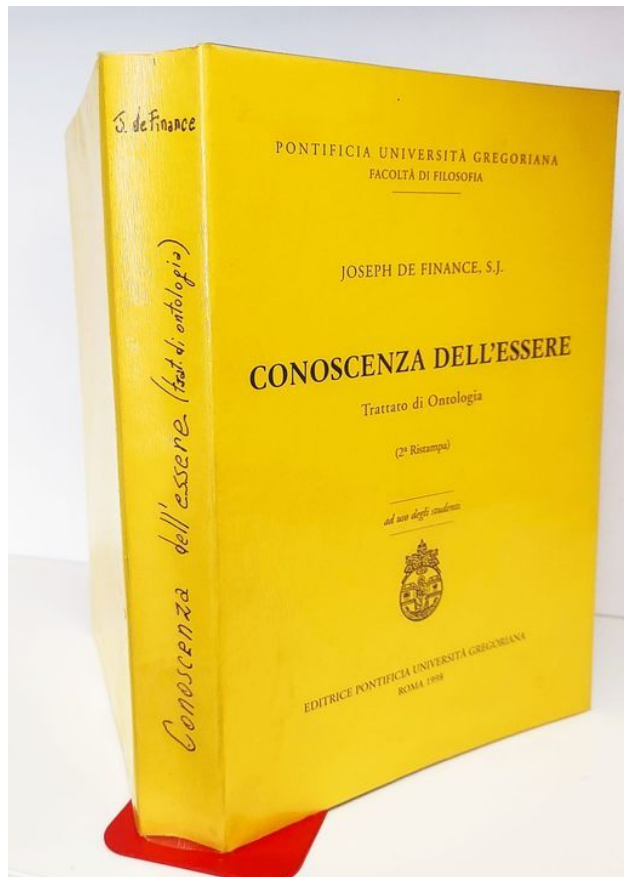 J. de Finance
Conoscenza dell'essere (trat. di ontologia)
PONTIFICIA UNIVERSITÀ GREGORIANA
FACOLTÀ DI FILOSOFIA
JOSEPH DE FINANCE, S.J.
CONOSCENZA DELL'ESSERE
Trattato di Ontologia
(2ª Ristampa)
ad uso degli studenti
EDITRICE PONTIFICIA UNIVERSITÀ GREGORIANA
ROMA 1998